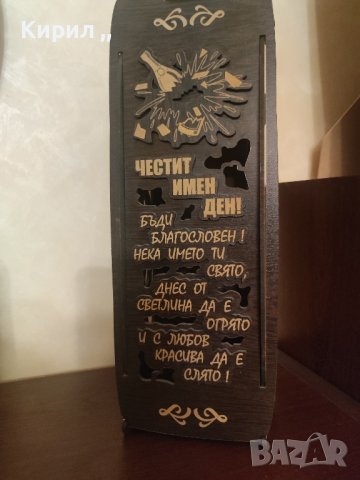 Кирил „
ЧЕСТИТ
ИМЕН
ДЕН!
БЪДИ
БЛАГОСЛОВЕН!
НЕКА ИМЕТО ТИ
СВЯТО,
ДНЕС ОТ
СВЕТЛИНА ДА Е
ОГРЯТО
И С ЛЮБОВ
КРАСИВА ДА Е
СЛЯТО!
BAZAR